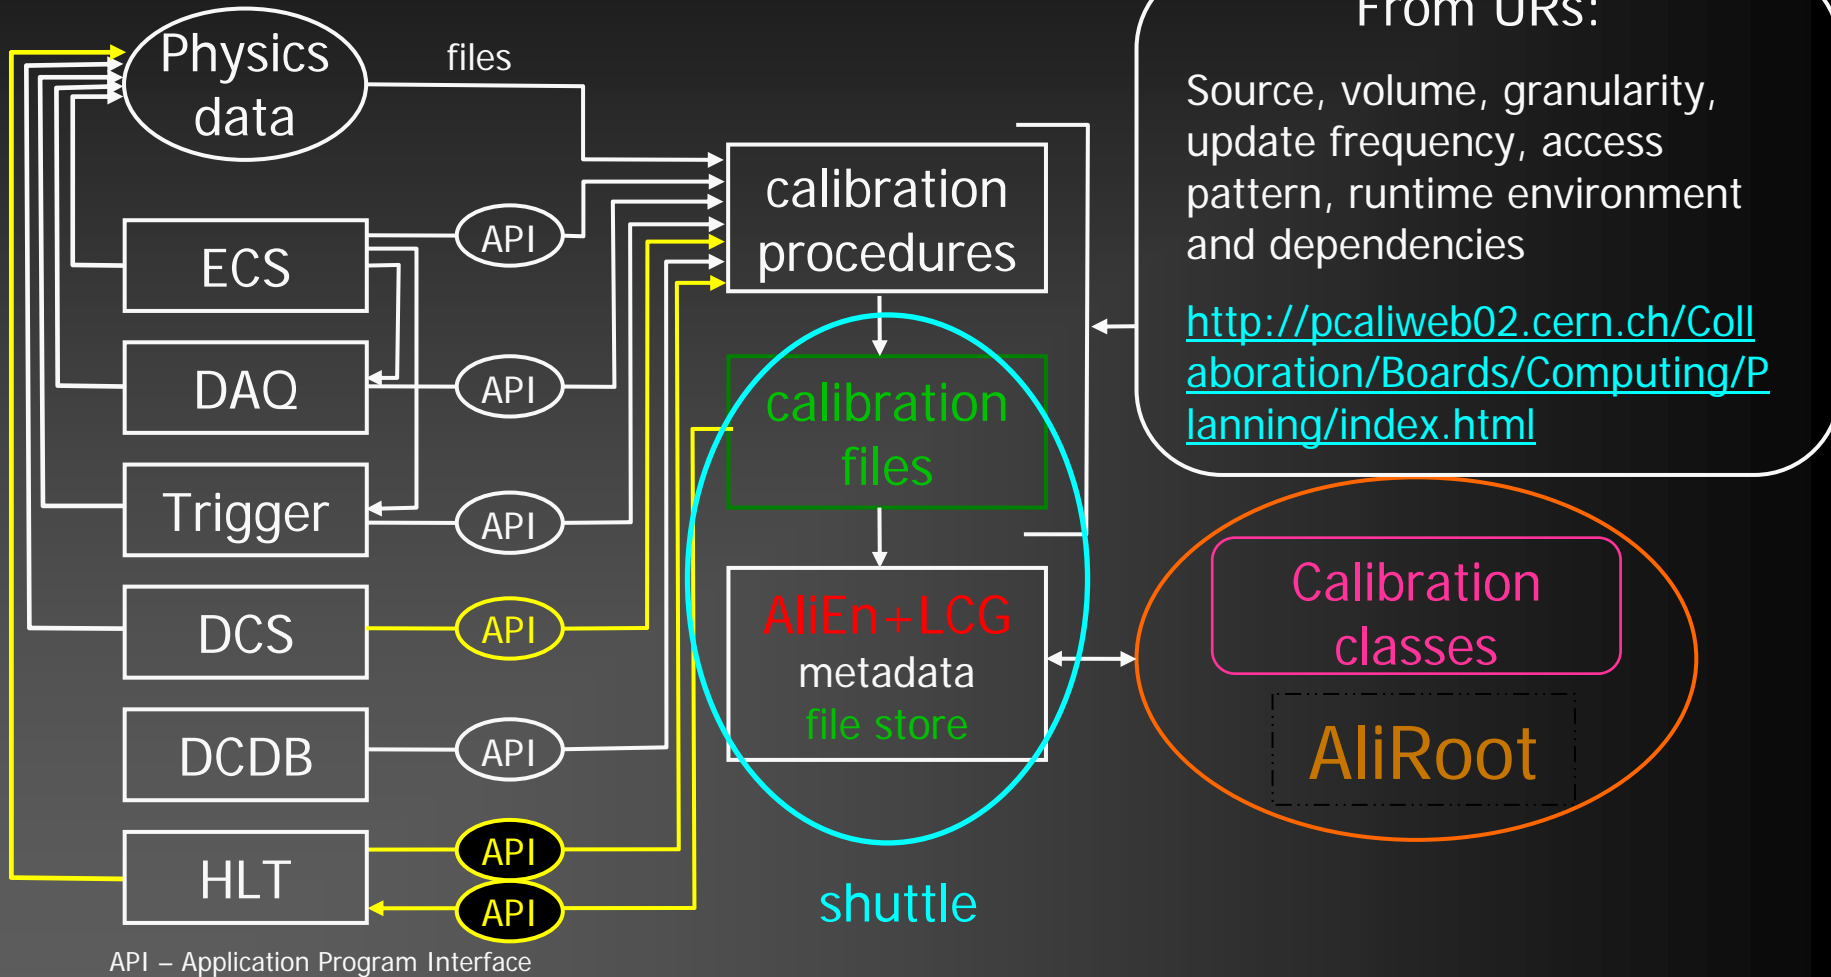 From URs:
Physics
data
files
Source, volume, granularity,
update frequency, access
pattern, runtime environment
and dependencies
http://pcaliweb02.cern.ch/Coll
aboration/Boards/Computing/P
lanning/index.html
calibration
procedures
ECS
API
DAQ
API
calibration
files
Trigger
API
DCS
API
AliEn+LCG
metadata
file store
Calibration
classes
AliRoot
DCDB
API
HLT
API
API
shuttle
API – Application Program Interface